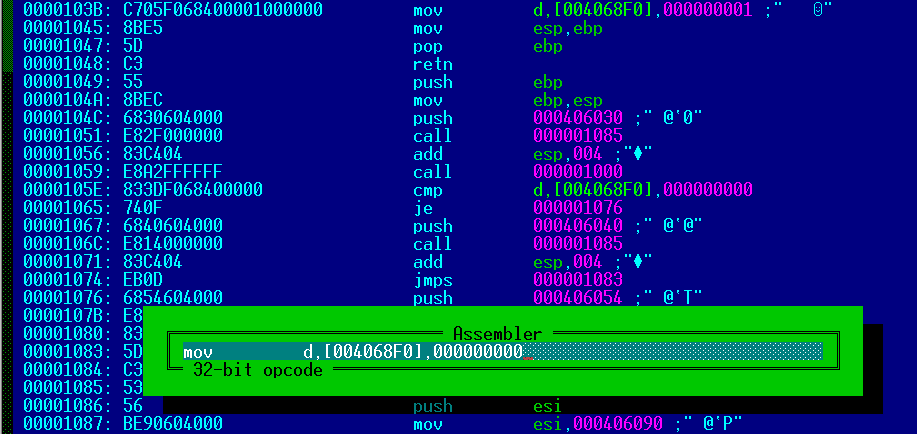 0000103B: C705F068400001000000 mov d,[004068F0],000000001 ;"   ☺"
00001045: 8BE5 mov esp,ebp
00001047: 5D pop ebp
00001048: C3 retn
00001049: 55 push ebp
0000104A: 8BEC mov ebp,esp
0000104C: 6830604000 push 000406030 ;" @`0"
00001051: E82F000000 call 000001085
00001056: 83C404 add esp,004 ;"♦"
00001059: E8A2FFFFFF call 000001000
0000105E: 833DF068400000 cmp d,[004068F0],000000000
00001065: 740F je 000001076
00001067: 6840604000 push 000406040 ;" @`@"
0000106C: E814000000 call 000001085
00001071: 83C404 add esp,004 ;"♦"
00001074: EB0D jmps 000001083
00001076: 6854604000 push 000406054 ;" @`T"
0000107B: E8
Assembler
00001080: 83
mov d,[004068F0],000000000_
00001083: 5D
32-bit opcode
00001084: C3
00001085: 53
00001086: 56 push esi
00001087: BE90604000 mov esi,000406090 ;" @`P"